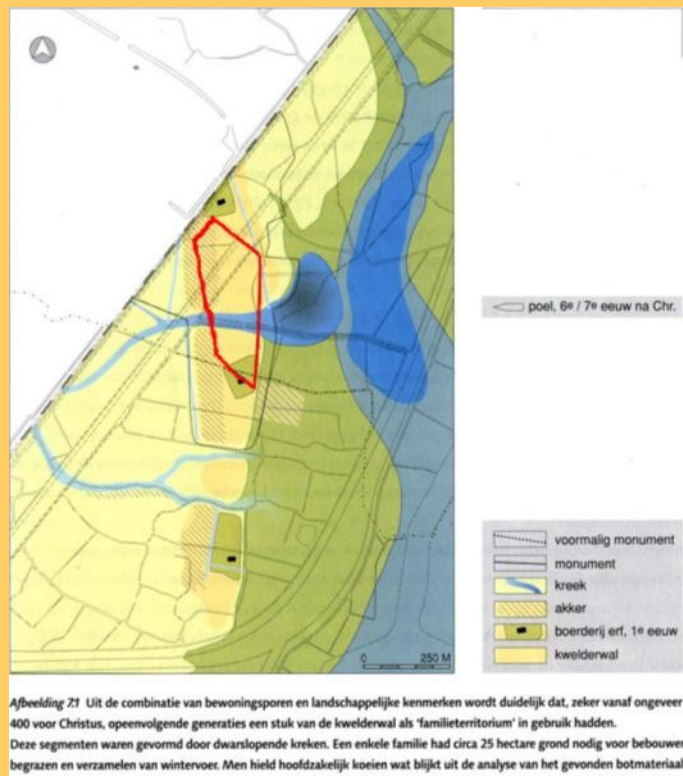 poel, 6e / 7e eeuw na Chr.
voormalig monument
monument
kreek
akker
boerderij erf, 1e eeuw
kwelderwal
0 250 M
Afbeelding 7.1 Uit de combinatie van bewoningsporen en landschappelijke kenmerken wordt duidelijk dat, zeker vanaf ongeveer
400 voor Christus, opeenvolgende generaties een stuk van de kwelderwal als 'familieterritorium' in gebruik hadden.
Deze segmenten waren gevormd door dwarslopende kreken. Een enkele familie had circa 25 hectare grond nodig voor bebouwen
begrazen en verzamelen van wintervoer. Men hield hoofdzakelijk koeien wat blijkt uit de analyse van het gevonden botmateriaal